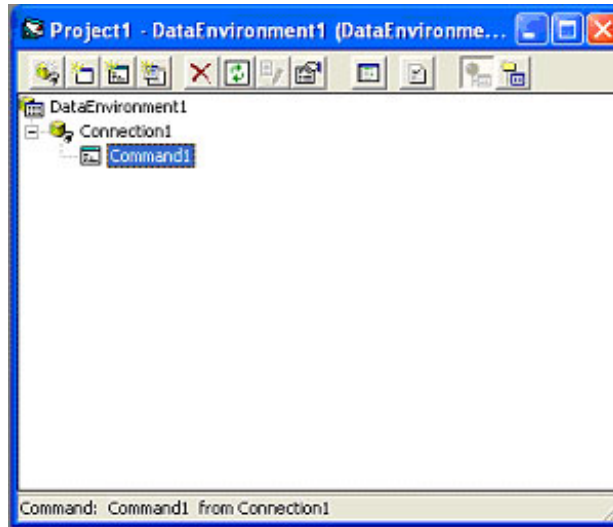 Project1 - DataEnvironment1 (DataEnvironme...
DataEnvironment1
Connection1
Command1
Command: Command1 from Connection1